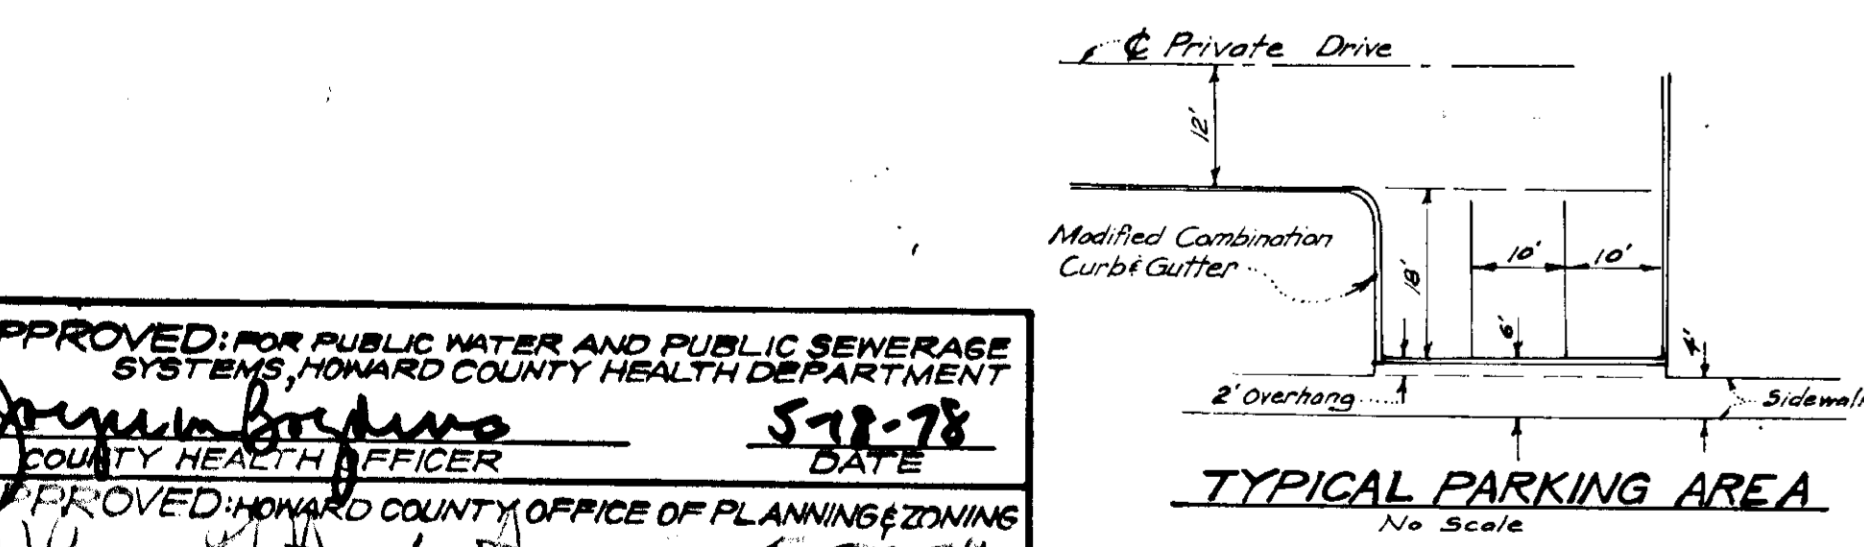 ℄ Private Drive
12'
Modified Combination
Curb & Gutter
18'
10' 10'
6'
4'
2' Overhang
Sidewalk
TYPICAL PARKING AREA
No Scale
PPROVED: FOR PUBLIC WATER AND PUBLIC SEWERAGE
SYSTEMS, HOWARD COUNTY HEALTH DEPARTMENT
5-18-78
COUNTY HEALTH OFFICER
DATE
PPROVED: HOWARD COUNTY OFFICE OF PLANNING & ZONING